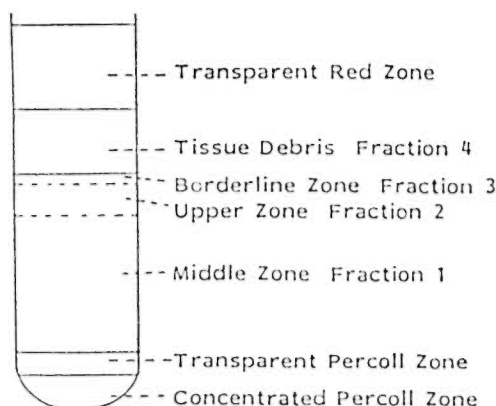 Transparent Red Zone
Tissue Debris Fraction 4
Borderline Zone Fraction 3
Upper Zone Fraction 2
Middle Zone Fraction 1
Transparent Percoll Zone
Concentrated Percoll Zone